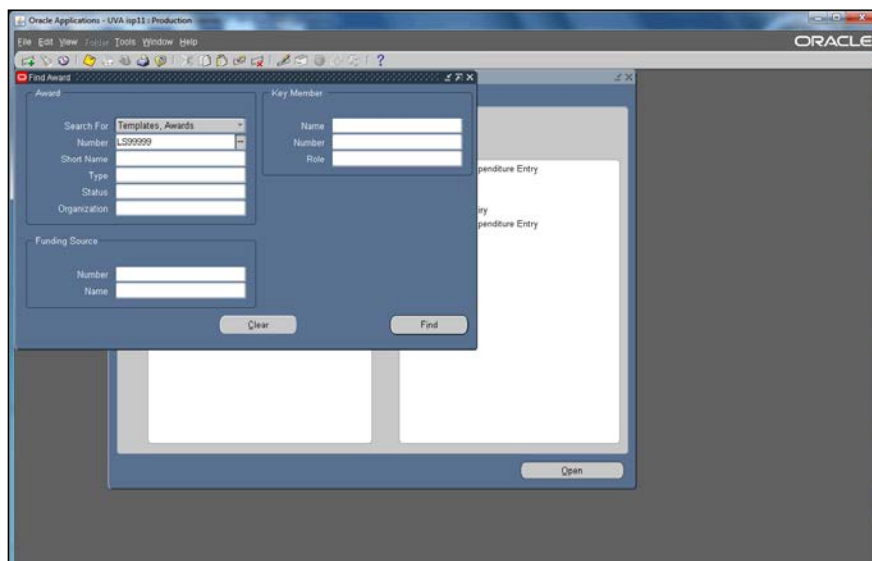 Oracle Applications - UVA isp11 : Production
File Edit View Folder Tools Window Help
ORACLE
Find Award
Award
Key Member
Search For Templates, Awards
Name
Number LS99999
Number
Short Name
Role
Type
Status
Organization
penditure Entry
iry
penditure Entry
Funding Source
Number
Name
Clear
Find
Open